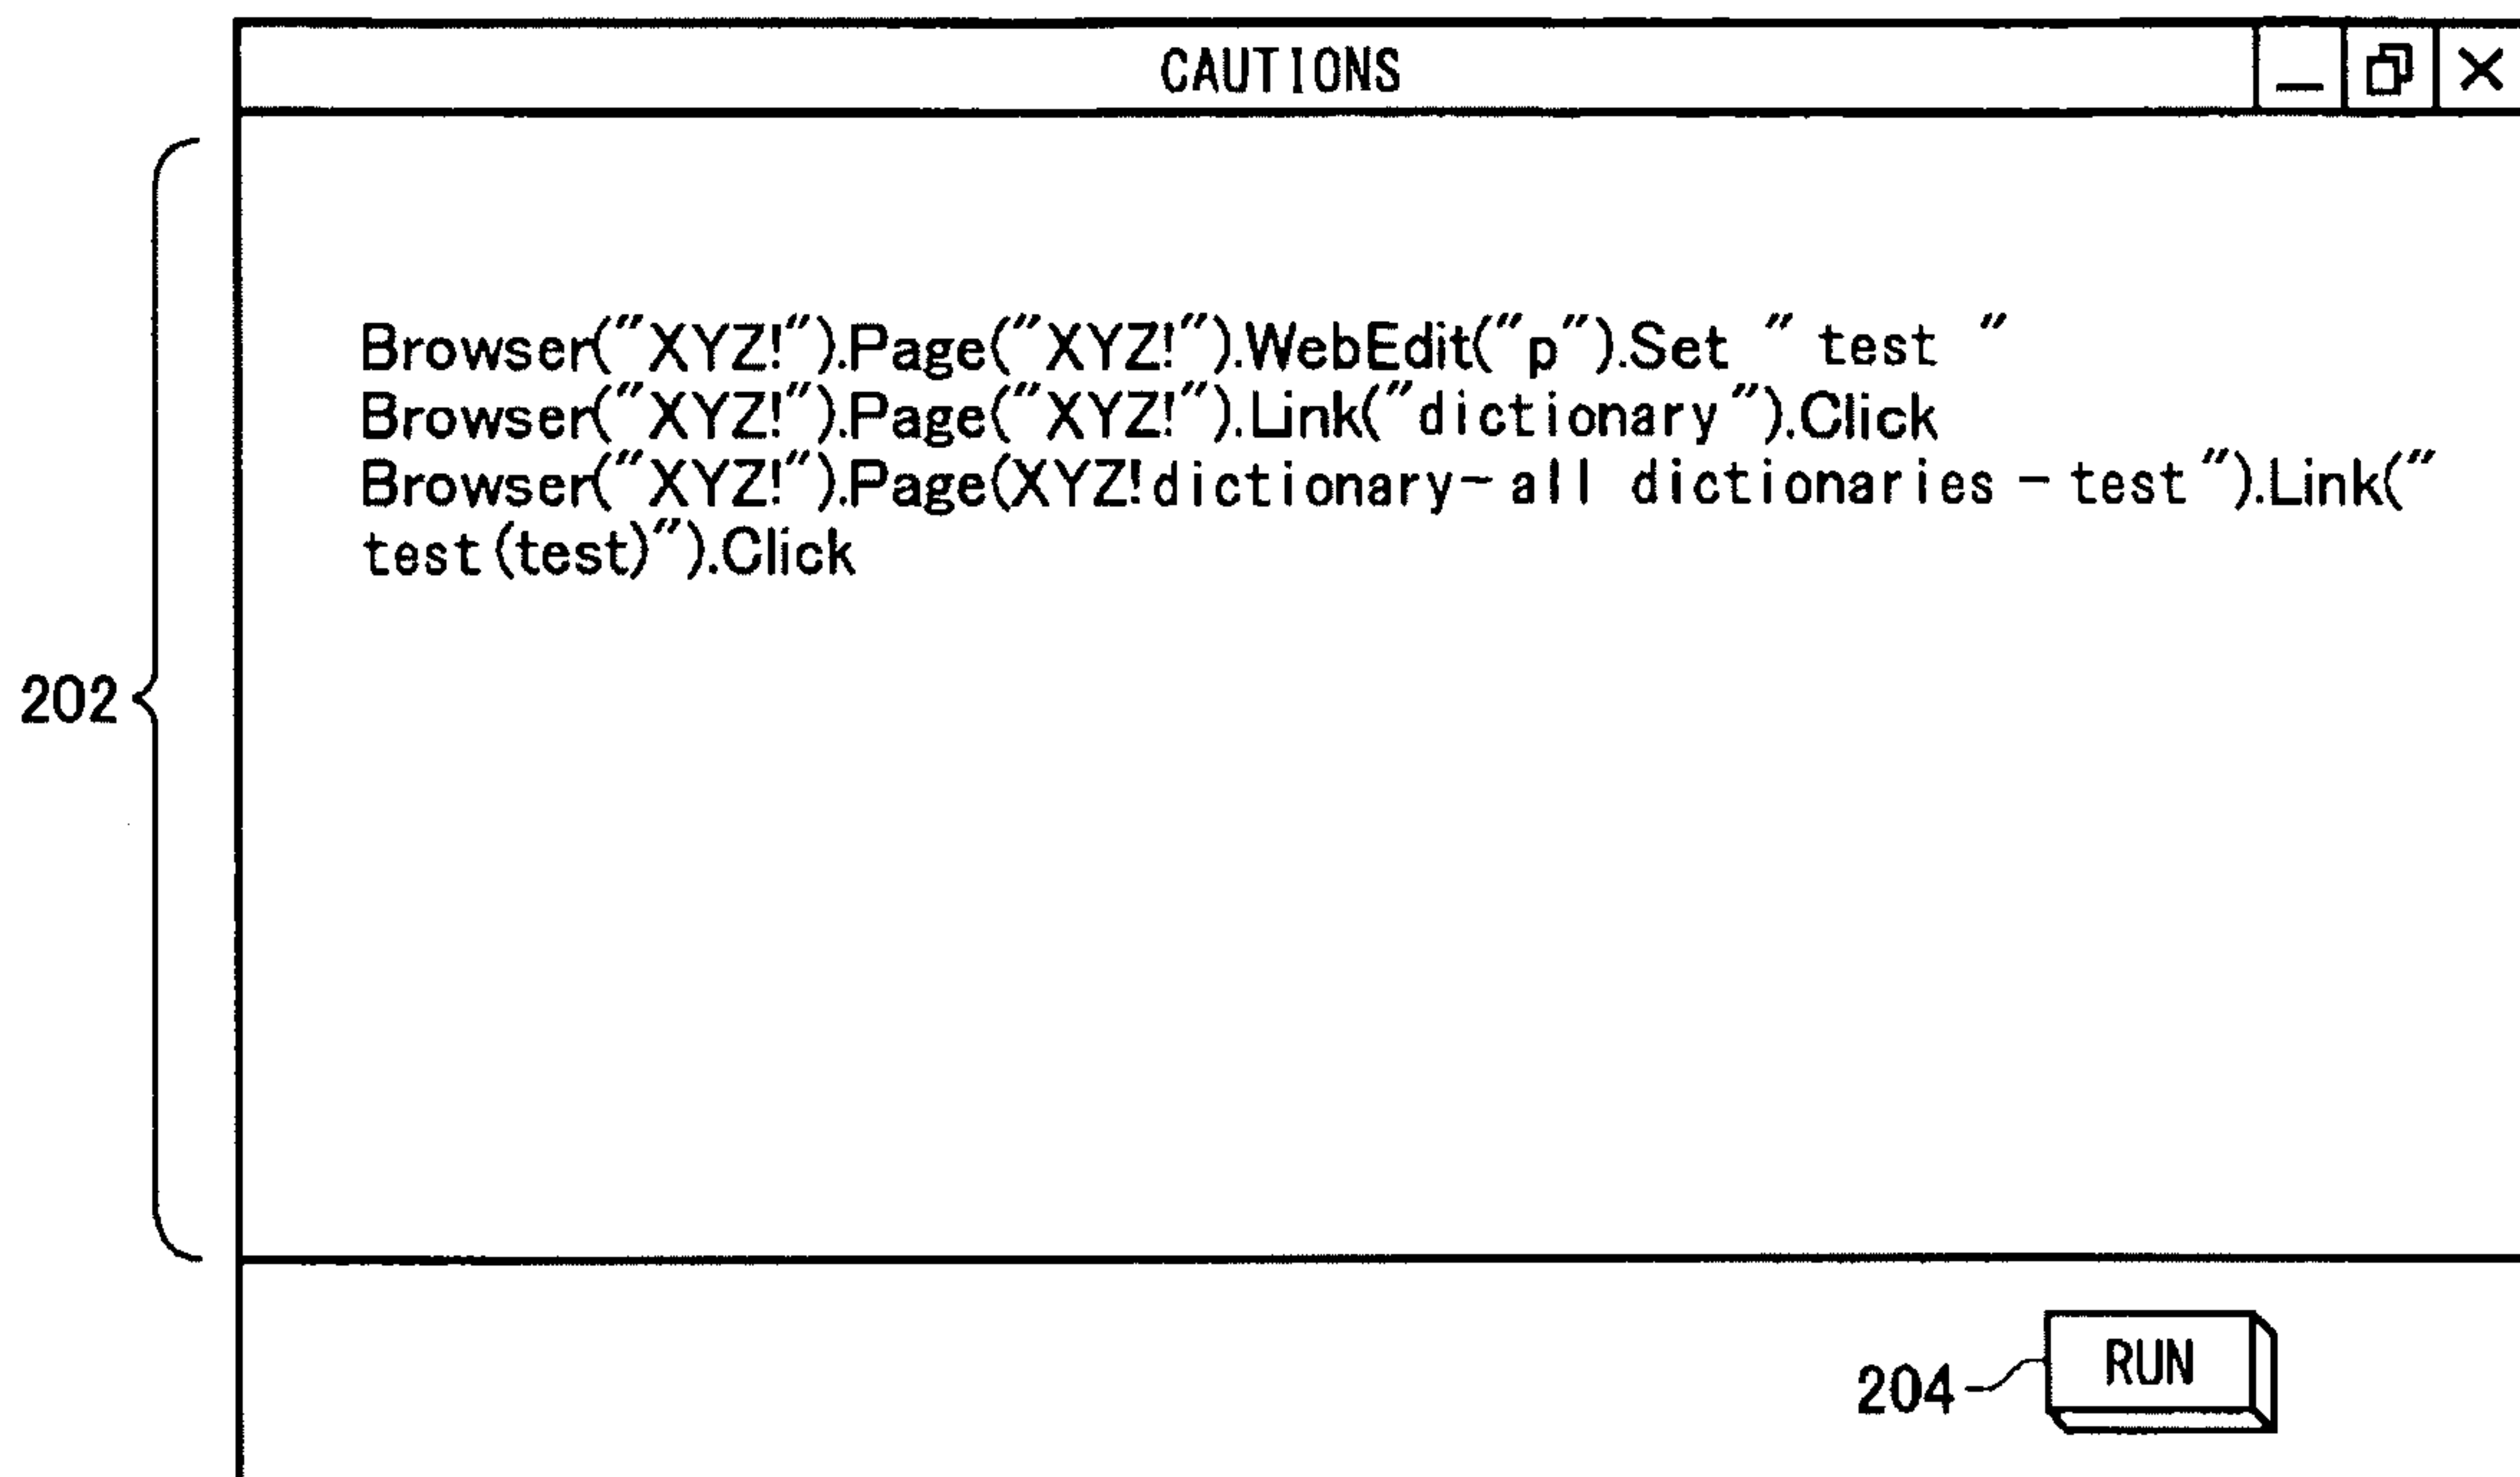 CAUTIONS
Browser("XYZ!").Page("XYZ!").WebEdit("p").Set " test "
Browser("XYZ!").Page("XYZ!").Link("dictionary").Click
Browser("XYZ!").Page(XYZ!dictionary-all dictionaries-test").Link("
test(test)").Click
202
204
RUN